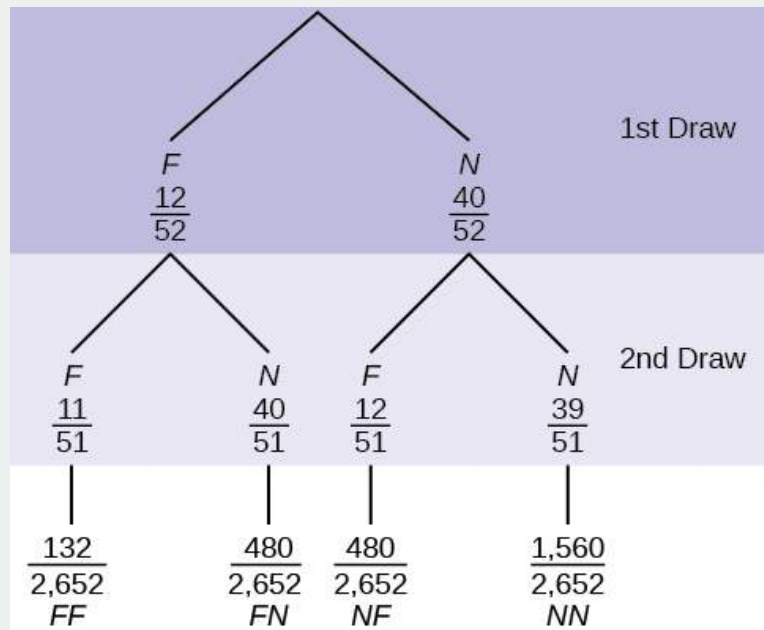 1st Draw
F N
12 40
52 52
2nd Draw
F N F N
11 40 12 39
51 51 51 51
132 480 480 1,560
2,652 2,652 2,652 2,652
FF FN NF NN